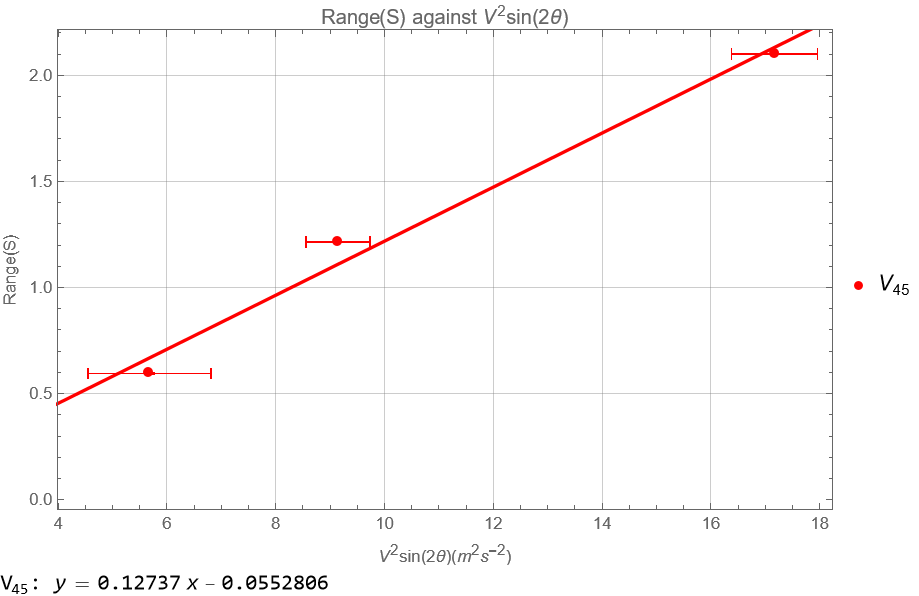 Range(S) against V²sin(2θ)
2.0
1.5
1.0
0.5
0.0
Range(S)
4 6 8 10 12 14 16 18
V²sin(2θ)(m²s⁻²)
V₄₅
V₄₅: y = 0.12737 x – 0.0552806